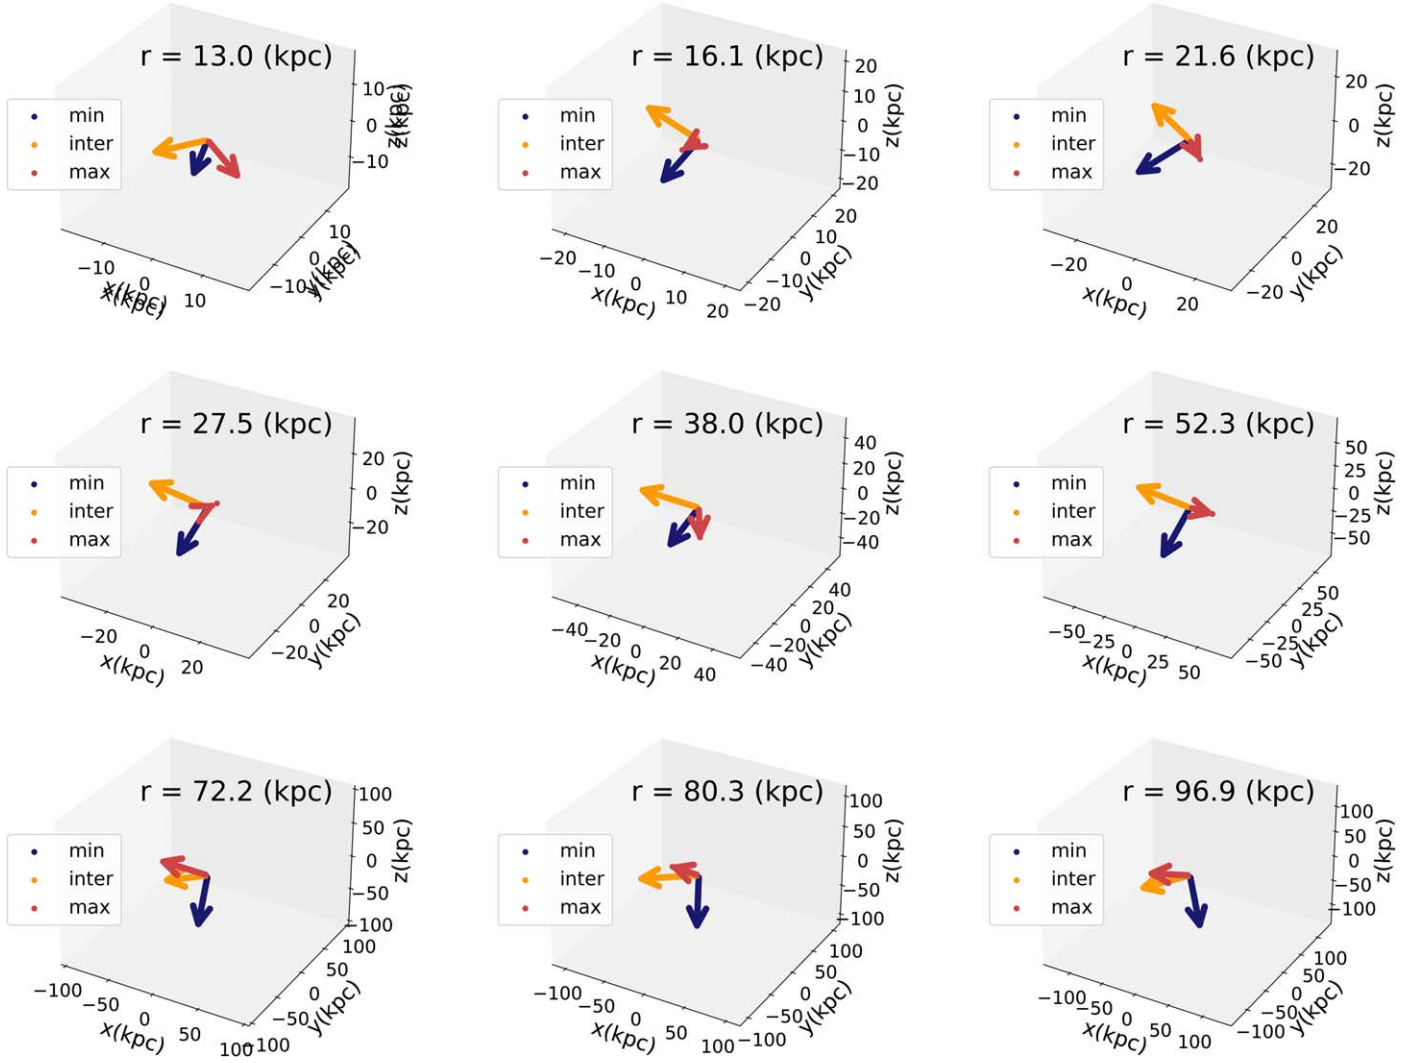 r = 13.0 (kpc)
min
inter
max
10
0
−10
z(kpc)
z(kpc)
10
0
−10
y(kpc)
y(kpc)
−10
0
10
x(kpc)
x(kpc)
r = 16.1 (kpc)
min
inter
max
20
10
0
−10
−20
z(kpc)
20
10
0
−10
−20
y(kpc)
−20
−10
0
10
20
x(kpc)
r = 21.6 (kpc)
min
inter
max
20
0
−20
z(kpc)
20
0
−20
y(kpc)
−20
0
20
x(kpc)
r = 27.5 (kpc)
min
inter
max
20
0
−20
z(kpc)
20
0
−20
y(kpc)
−20
0
20
x(kpc)
r = 38.0 (kpc)
min
inter
max
40
20
0
−20
−40
z(kpc)
40
20
0
−20
−40
y(kpc)
−40
−20
0
20
40
x(kpc)
r = 52.3 (kpc)
min
inter
max
50
25
0
−25
−50
z(kpc)
50
25
0
−25
−50
y(kpc)
−50
−25
0
25
50
x(kpc)
r = 72.2 (kpc)
min
inter
max
100
50
0
−50
−100
z(kpc)
100
50
0
−50
−100
y(kpc)
−100
−50
0
50
100
x(kpc)
r = 80.3 (kpc)
min
inter
max
100
50
0
−50
−100
z(kpc)
100
50
0
−50
−100
y(kpc)
−100
−50
0
50
100
x(kpc)
r = 96.9 (kpc)
min
inter
max
100
50
0
−50
−100
z(kpc)
100
50
0
−50
−100
y(kpc)
−100
−50
0
50
100
x(kpc)